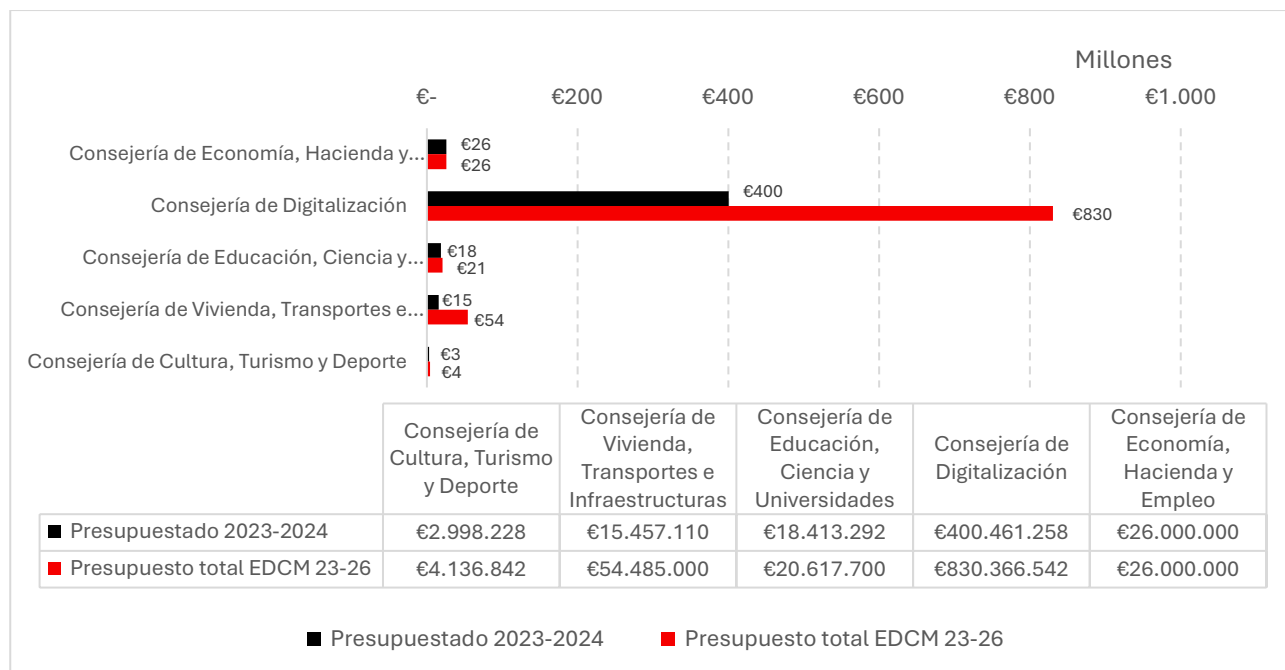 Millones
€- €200 €400 €600 €800 €1.000
Consejería de Economía, Hacienda y... €26
€26
Consejería de Digitalización €400
€830
Consejería de Educación, Ciencia y... €18
€21
Consejería de Vivienda, Transportes e... €15
€54
Consejería de Cultura, Turismo y Deporte €3
€4
Consejería de Cultura, Turismo y Deporte
Consejería de Vivienda, Transportes e Infraestructuras
Consejería de Educación, Ciencia y Universidades
Consejería de Digitalización
Consejería de Economía, Hacienda y Empleo
Presupuestado 2023-2024 €2.998.228 €15.457.110 €18.413.292 €400.461.258 €26.000.000
Presupuesto total EDCM 23-26 €4.136.842 €54.485.000 €20.617.700 €830.366.542 €26.000.000
Presupuestado 2023-2024 Presupuesto total EDCM 23-26